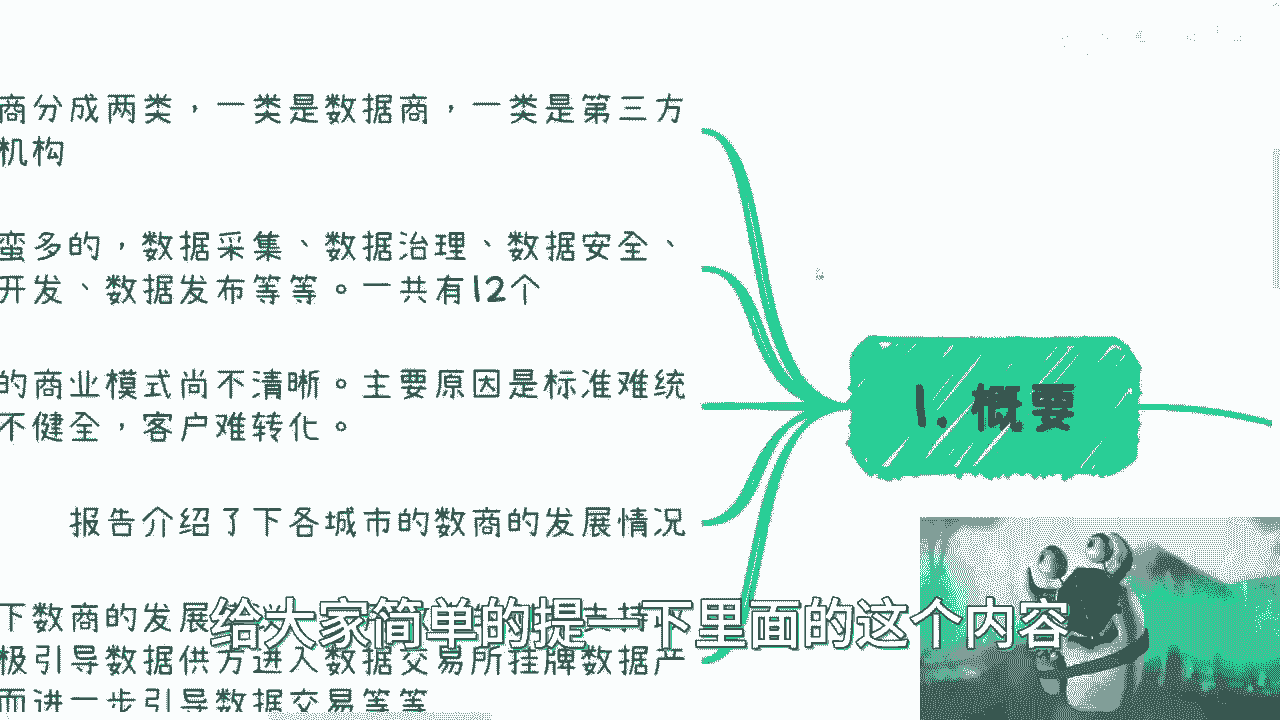 商分成两类，一类是数据商，一类是第三方
机构
蛮多的，数据采集、数据治理、数据安全、
开发、数据发布等等。一共有12个
的商业模式尚不清晰。主要原因是标准难统
不健全，客户难转化。
报告介绍了下各城市的数商的发展情况
1. 概要
下数商的发展
给大家简单的提一下里面的这个内容
极引导数据供方进入数据交易所挂牌数据产
而进一步引导数据交易等等